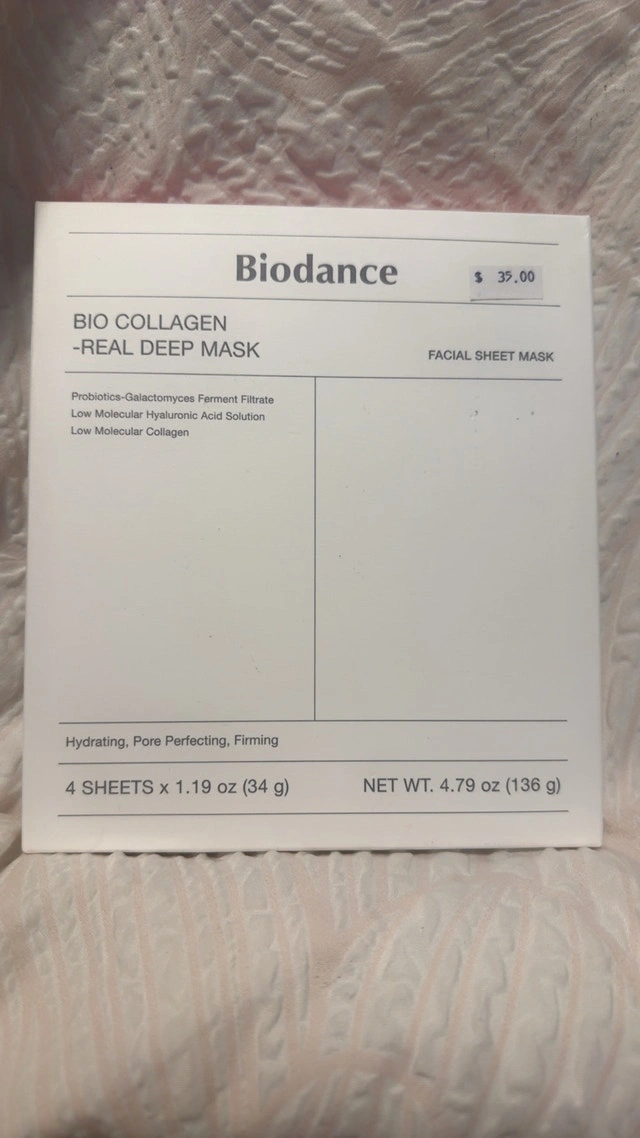 Biodance
$ 35.00
BIO COLLAGEN
-REAL DEEP MASK
FACIAL SHEET MASK
Probiotics-Galactomyces Ferment Filtrate
Low Molecular Hyaluronic Acid Solution
Low Molecular Collagen
Hydrating, Pore Perfecting, Firming
4 SHEETS x 1.19 oz (34 g)
NET WT. 4.79 oz (136 g)